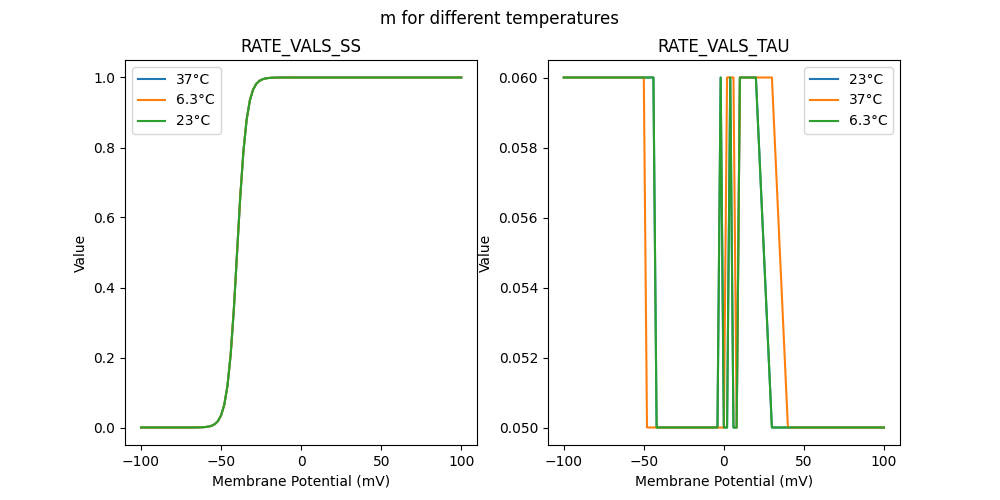 m for different temperatures
RATE_VALS_SS
1.0
0.8
0.6
0.4
0.2
0.0
Value
−100
−50
0
50
100
Membrane Potential (mV)
37°C
6.3°C
23°C
RATE_VALS_TAU
0.060
0.058
0.056
0.054
0.052
0.050
Value
−100
−50
0
50
100
Membrane Potential (mV)
23°C
37°C
6.3°C